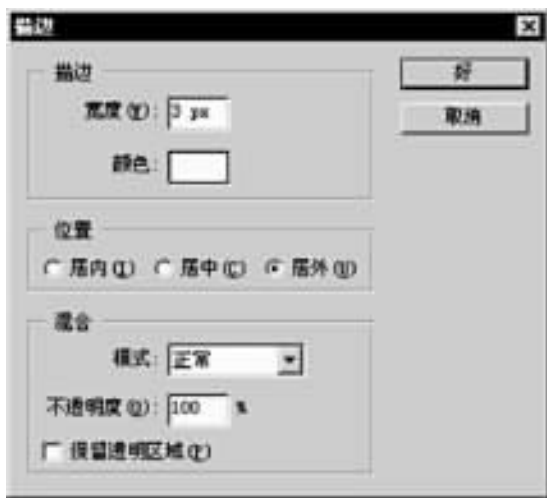 描边
描边
宽度(W): 3 px
颜色:
好
取消
位置
居内(I) 居中(C) 居外(U)
混合
模式: 正常
不透明度(O): 100 %
保留透明区域(P)